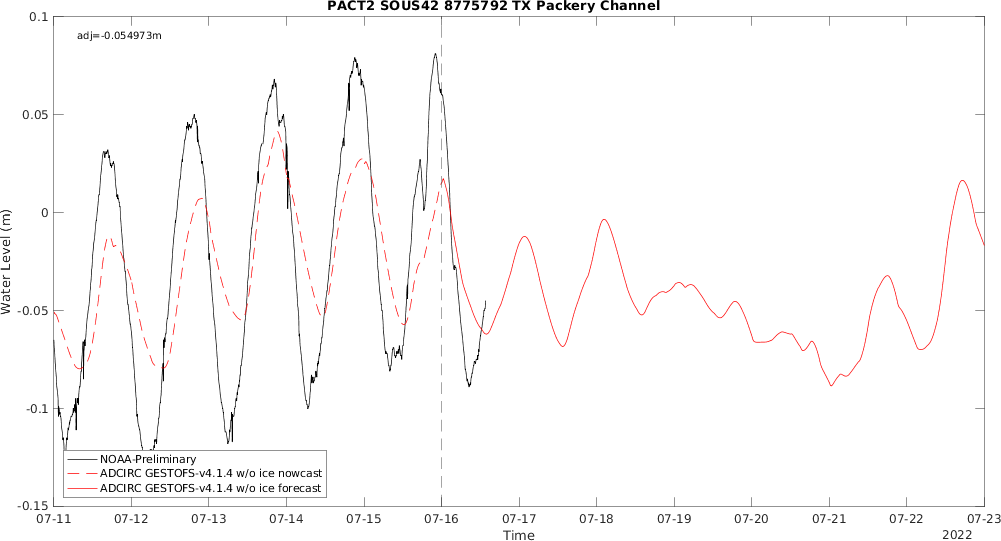 PACT2 SOUS42 8775792 TX Packery Channel
adj=-0.054973m
Water Level (m)
0.1
0.05
0
-0.05
-0.1
-0.15
NOAA-Preliminary
ADCIRC GESTOFS-v4.1.4 w/o ice nowcast
ADCIRC GESTOFS-v4.1.4 w/o ice forecast
07-11 07-12 07-13 07-14 07-15 07-16 07-17 07-18 07-19 07-20 07-21 07-22 07-23
Time
2022